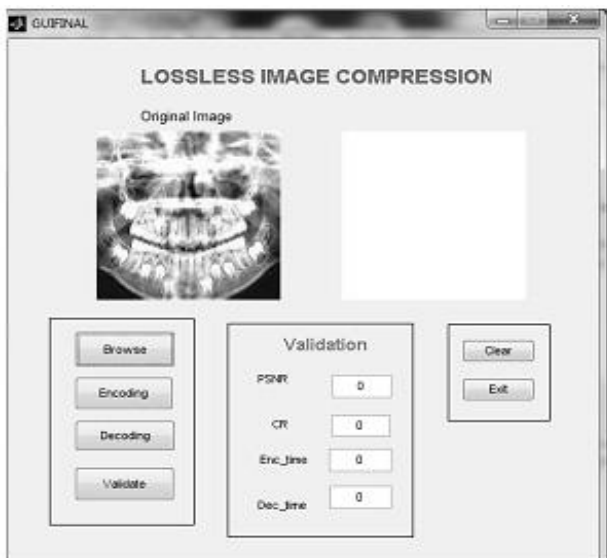 GUIFINAL
LOSSLESS IMAGE COMPRESSION
Original Image
Browse
Encoding
Decoding
Validate
Validation
PSNR 0
CR 0
Enc_time 0
Dec_time 0
Clear
Exit